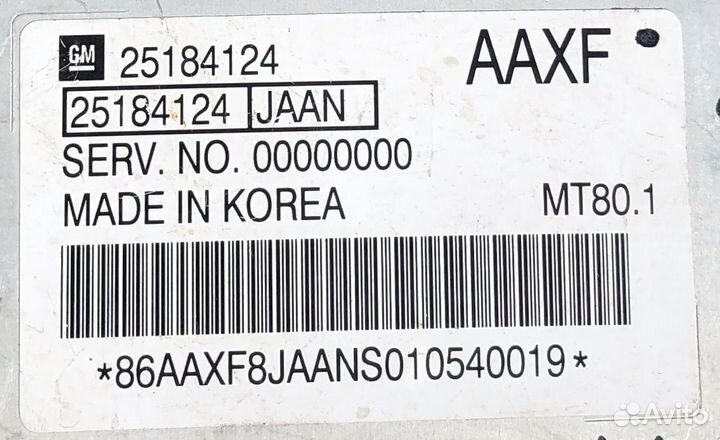 GM 25184124 AAXF
25184124 JAAN
SERV. NO. 00000000
MADE IN KOREA MT80.1
*86AAXF8JAANS010540019*
Avito